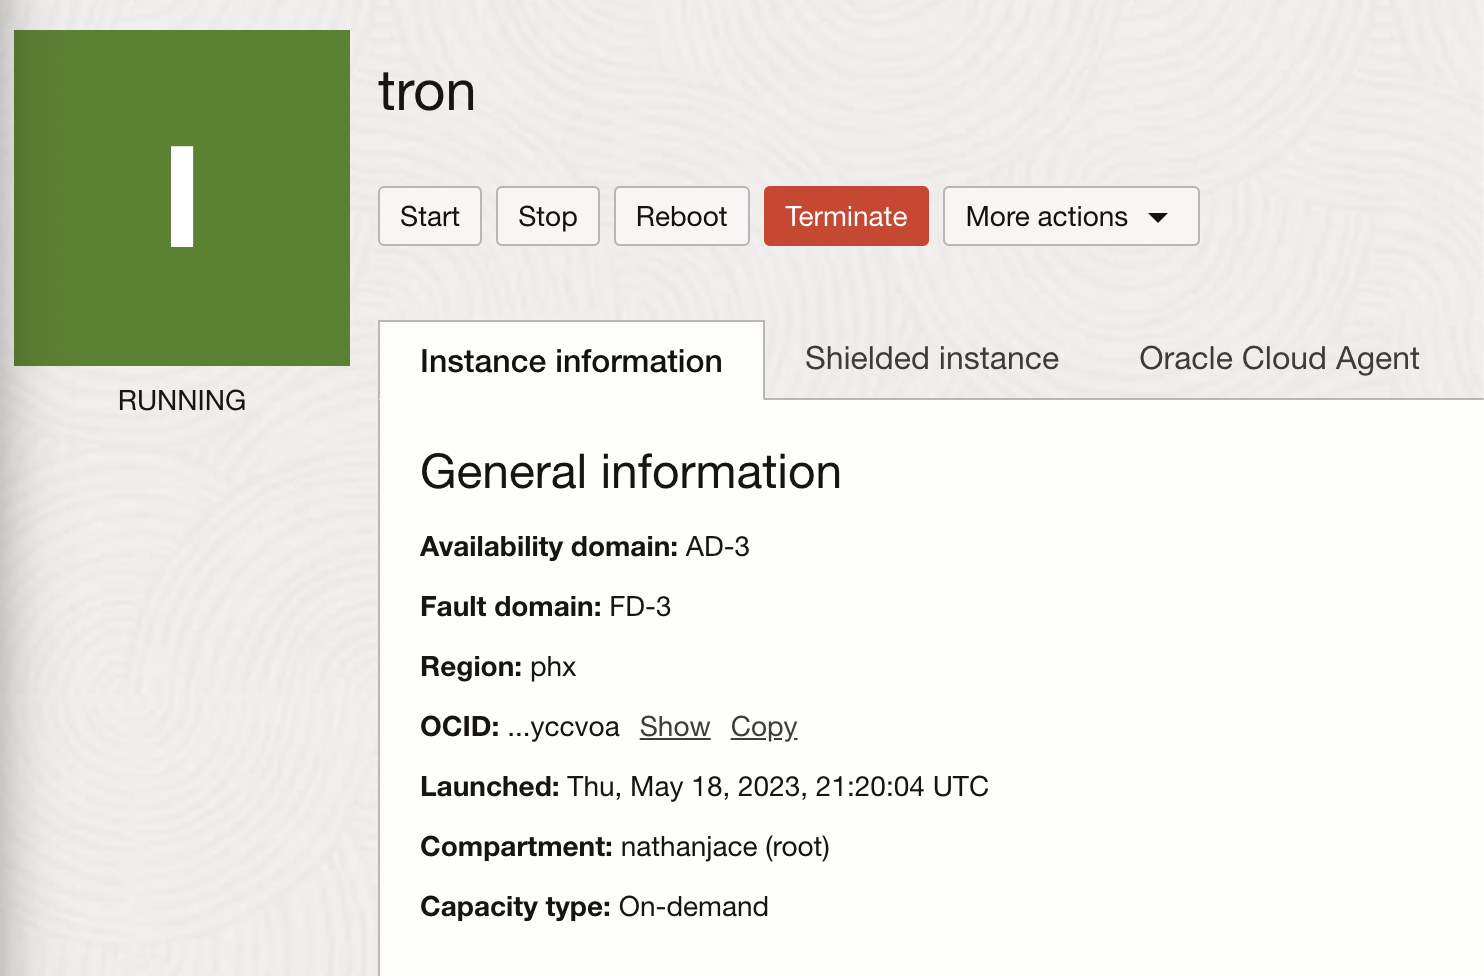 I
RUNNING
tron
Start Stop Reboot Terminate More actions
Instance information Shielded instance Oracle Cloud Agent
General information
Availability domain: AD-3
Fault domain: FD-3
Region: phx
OCID: ...yccvoa Show Copy
Launched: Thu, May 18, 2023, 21:20:04 UTC
Compartment: nathanjace (root)
Capacity type: On-demand